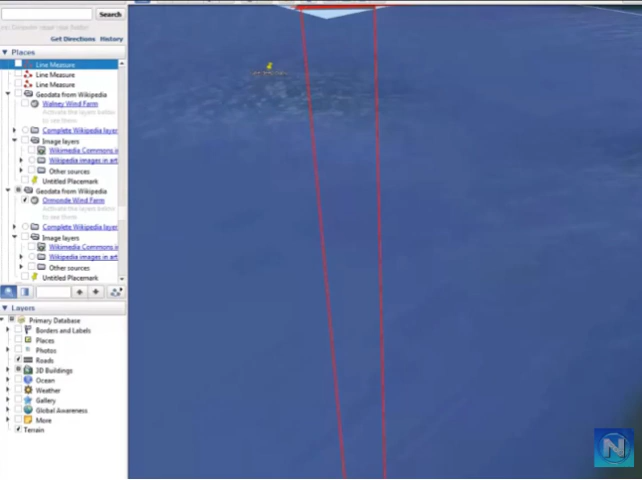 Search
Get Directions History
Places
Line Measure
Line Measure
Line Measure
Geodata from Wikipedia
Walney Wind Farm
Activate the layers below
to see them
Complete Wikipedia layer
Image layers
Wikimedia Commons in
Wikipedia images in art
Other sources
Untitled Placemark
Geodata from Wikipedia
Ormonde Wind Farm
Activate the layers below
to see them
Complete Wikipedia layer
Image layers
Wikimedia Commons in
Wikipedia images in art
Other sources
Untitled Placemark
Layers
Primary Database
Borders and Labels
Places
Photos
Roads
3D Buildings
Ocean
Weather
Gallery
Global Awareness
More
Terrain
N